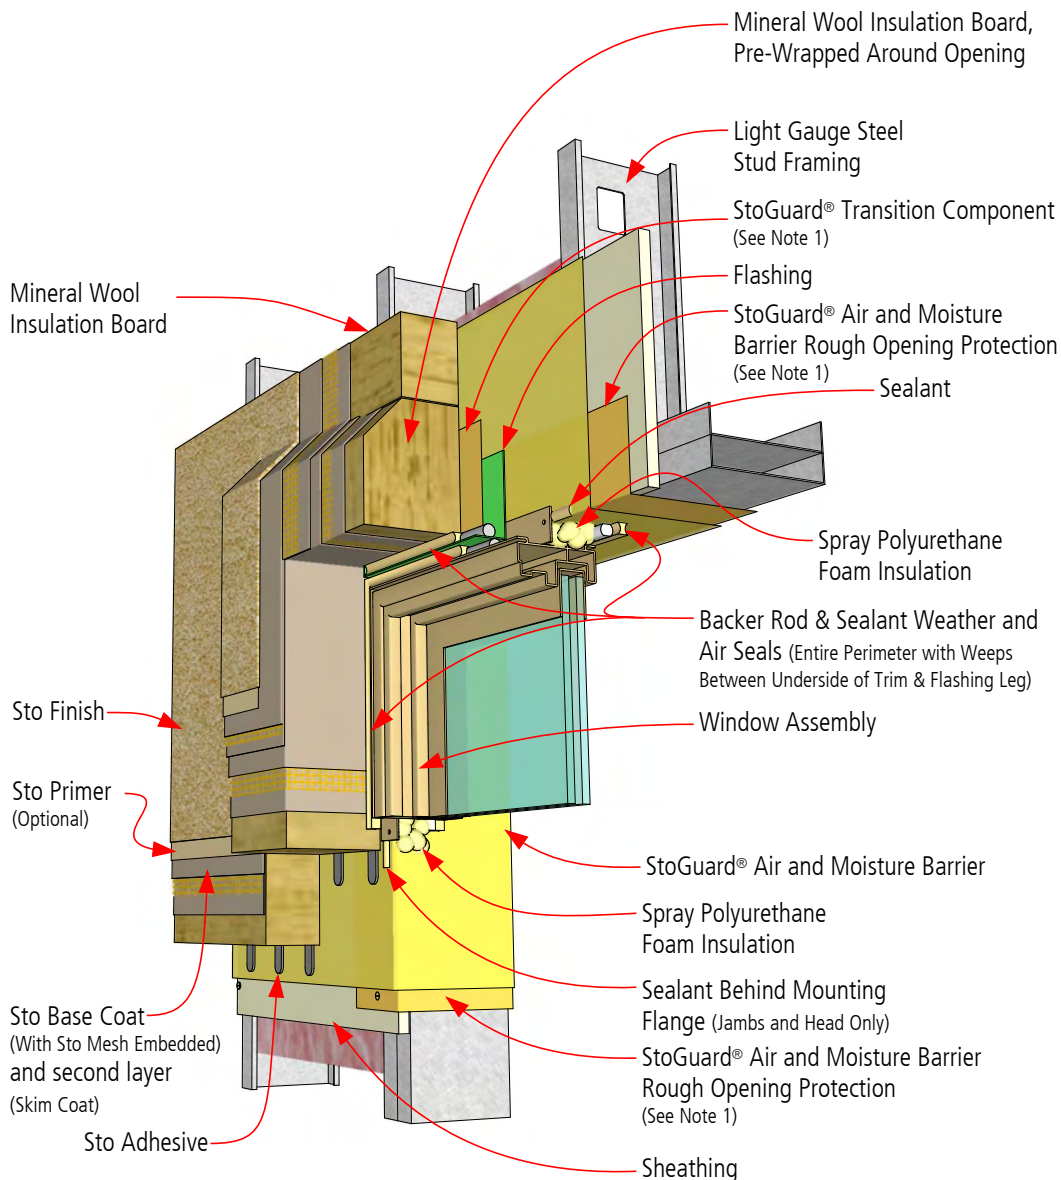 Mineral Wool Insulation Board,
Pre-Wrapped Around Opening
Light Gauge Steel
Stud Framing
StoGuard® Transition Component
(See Note 1)
Flashing
StoGuard® Air and Moisture
Barrier Rough Opening Protection
(See Note 1)
Sealant
Mineral Wool
Insulation Board
Spray Polyurethane
Foam Insulation
Backer Rod & Sealant Weather and
Air Seals (Entire Perimeter with Weeps
Between Underside of Trim & Flashing Leg)
Window Assembly
Sto Finish
Sto Primer
(Optional)
StoGuard® Air and Moisture Barrier
Spray Polyurethane
Foam Insulation
Sealant Behind Mounting
Flange (Jambs and Head Only)
StoGuard® Air and Moisture Barrier
Rough Opening Protection
(See Note 1)
Sto Base Coat
(With Sto Mesh Embedded)
and second layer
(Skim Coat)
Sto Adhesive
Sheathing